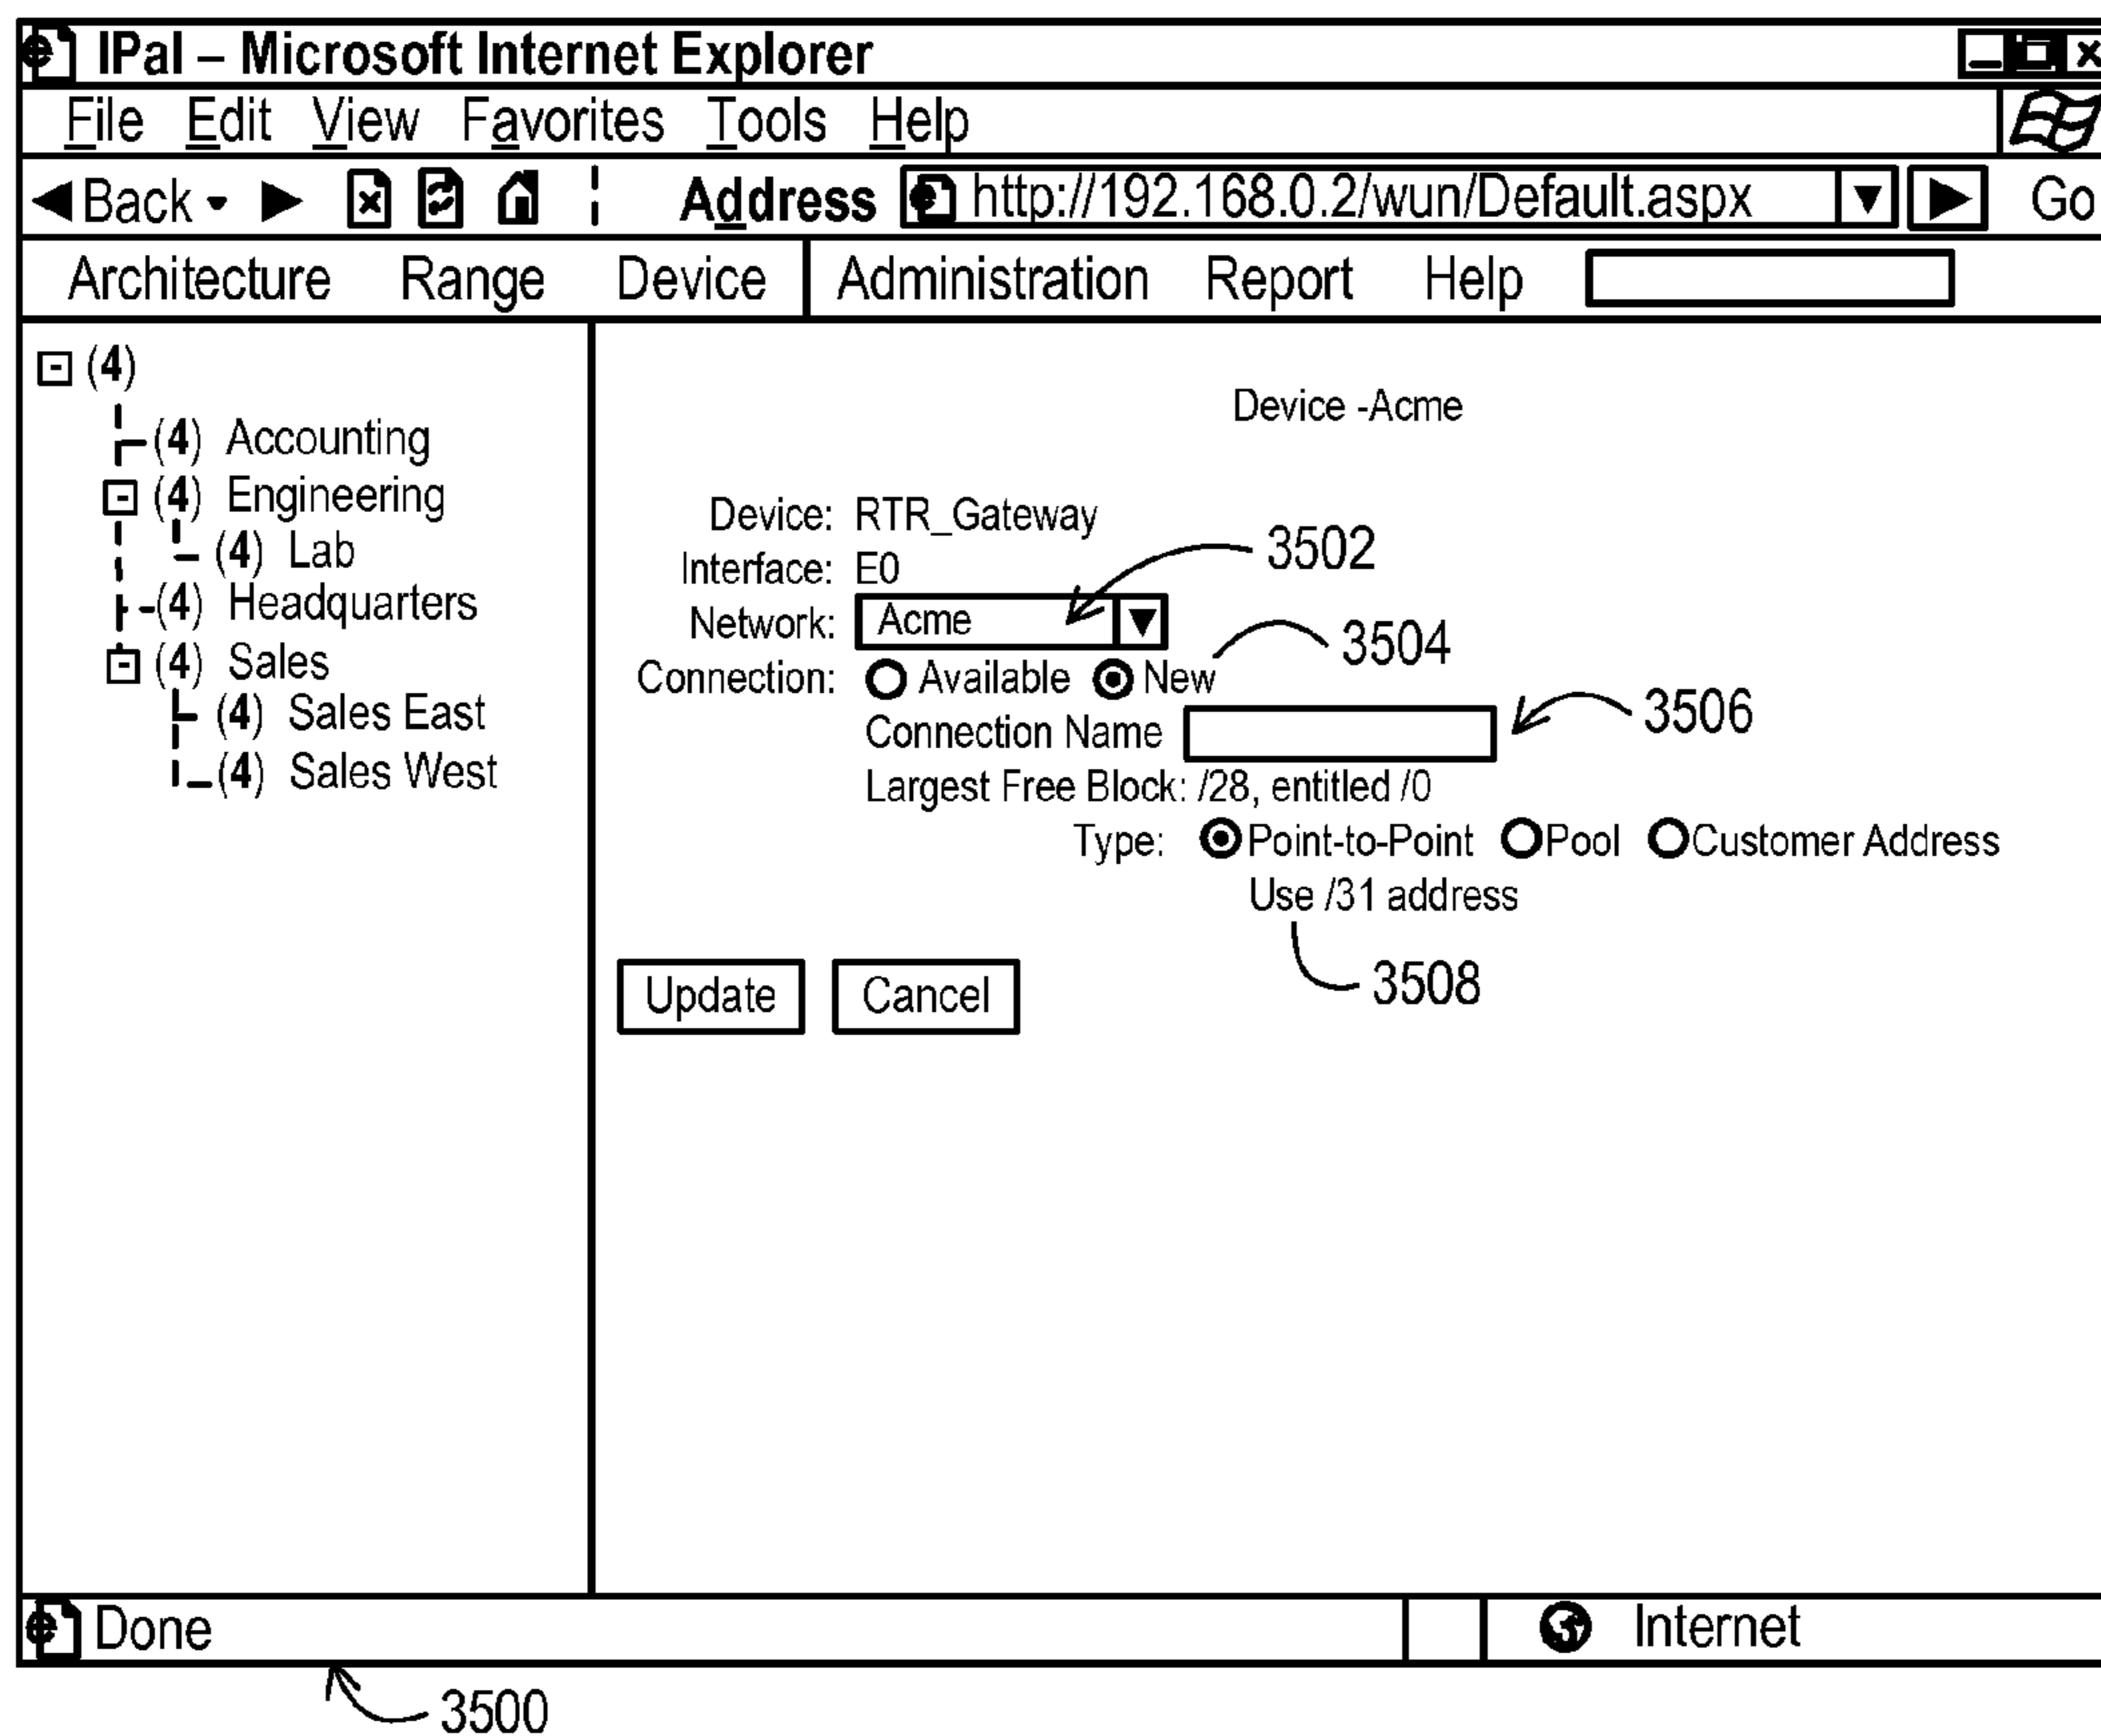 IPal – Microsoft Internet Explorer
File Edit View Favorites Tools Help
Back Address http://192.168.0.2/wun/Default.aspx Go
Architecture Range Device Administration Report Help
(4)
(4) Accounting
(4) Engineering
(4) Lab
(4) Headquarters
(4) Sales
(4) Sales East
(4) Sales West
Device -Acme
Device: RTR_Gateway
Interface: E0
3502
Network: Acme
3504
Connection: Available New
3506
Connection Name
Largest Free Block: /28, entitled /0
Type: Point-to-Point Pool Customer Address
Use /31 address
3508
Update Cancel
Done Internet
3500